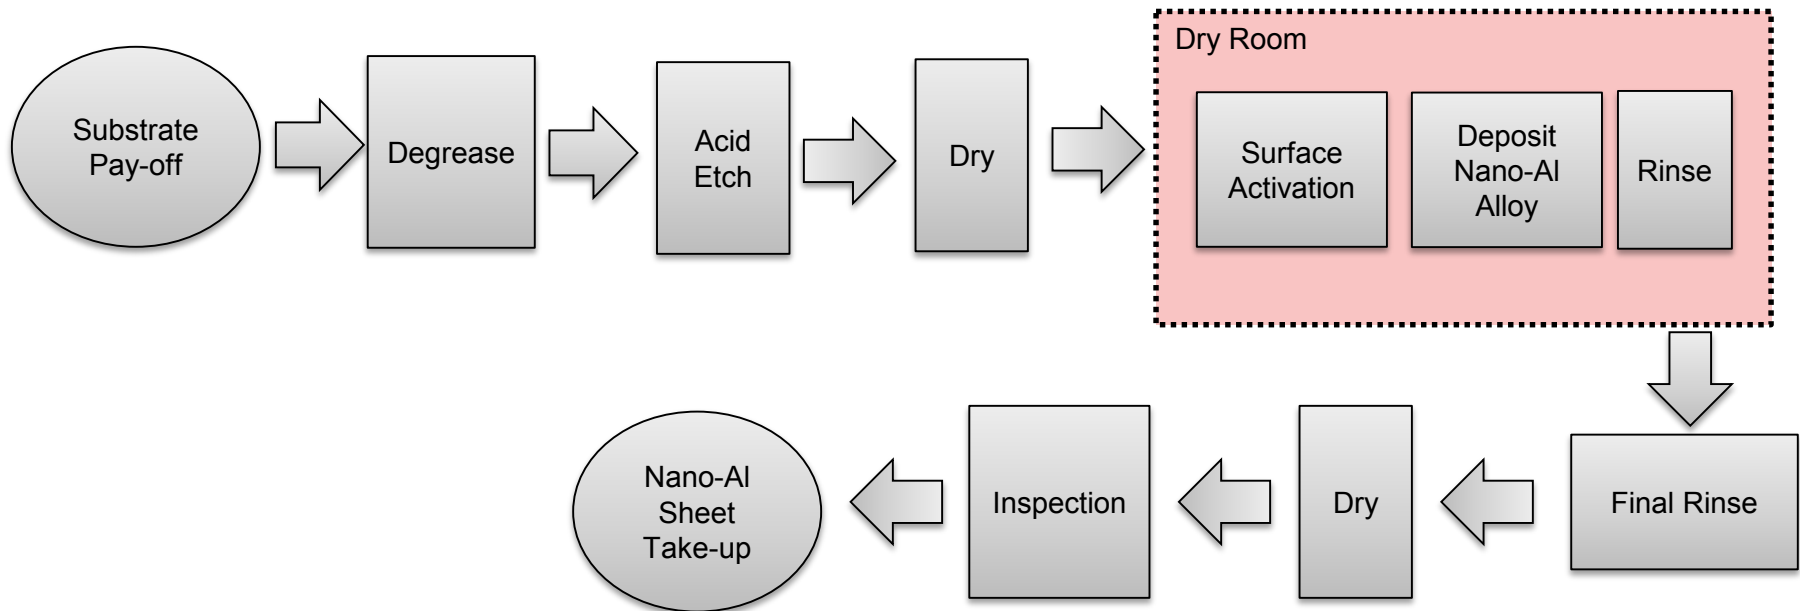 Substrate
Pay-off
Degrease
Acid
Etch
Dry
Dry Room
Surface
Activation
Deposit
Nano-Al
Alloy
Rinse
Final Rinse
Dry
Inspection
Nano-Al
Sheet
Take-up